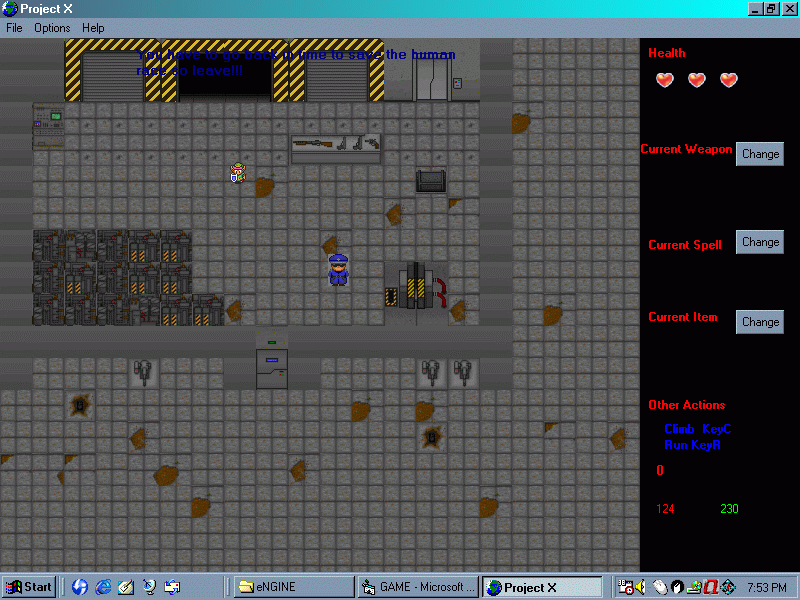 Project X
File Options Help
You have to go back in time to save the human
race so leave!!!
Health
Current Weapon Change
Current Spell Change
Current Item Change
Other Actions
Climb KeyC
Run KeyR
0
124 230
Start eNGINE GAME - Microsoft ... Project X 7:53 PM